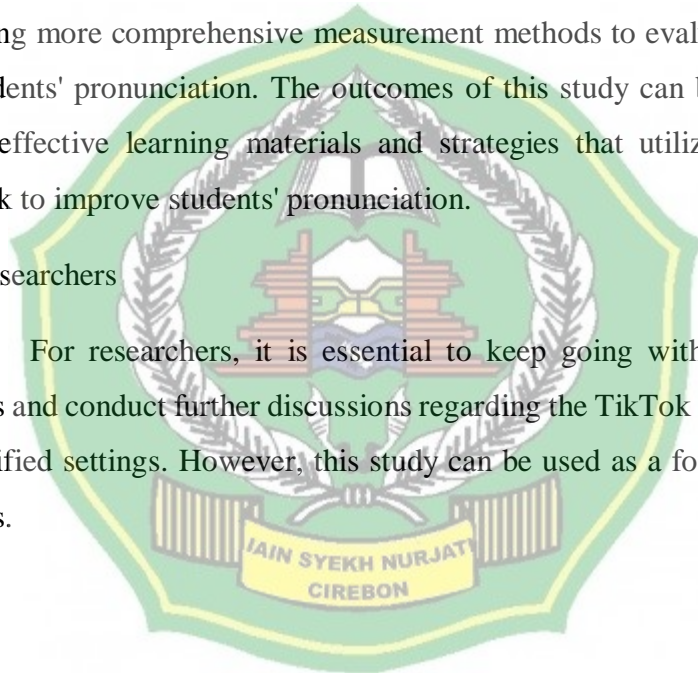 ng more comprehensive measurement methods to eval
dents' pronunciation. The outcomes of this study can b
effective learning materials and strategies that utiliz
k to improve students' pronunciation.
searchers
For researchers, it is essential to keep going with
s and conduct further discussions regarding the TikTok
ified settings. However, this study can be used as a fo
s.
IAIN SYEKH NURJATI
CIREBON